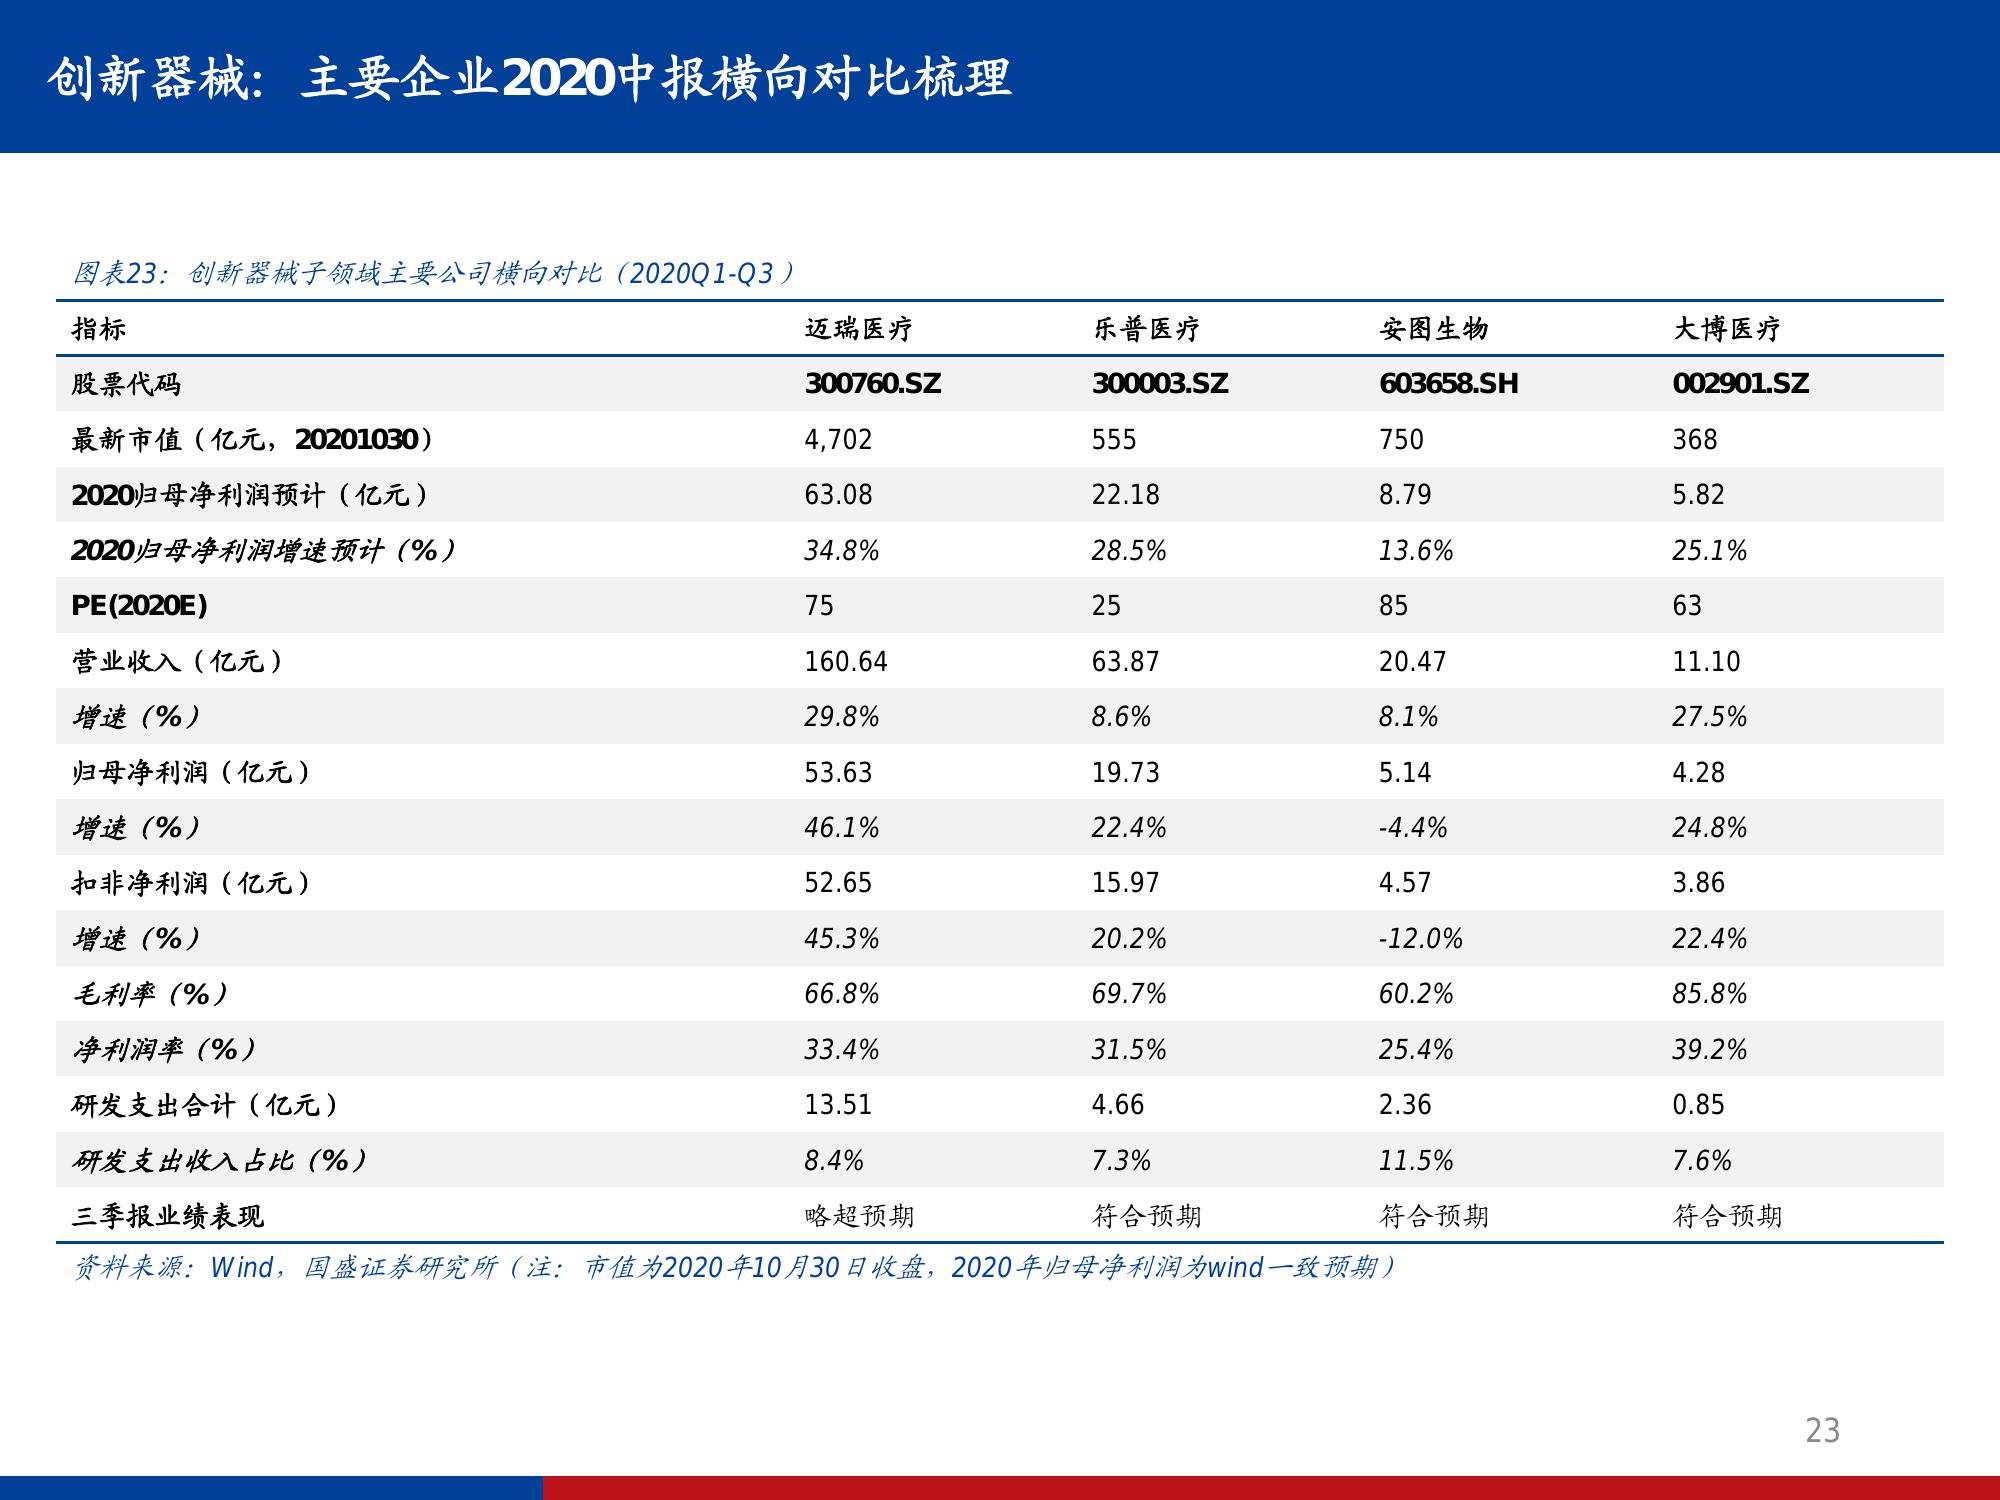 创新器械：主要企业2020中报横向对比梳理
图表23：创新器械子领域主要公司横向对比（2020Q1-Q3）
指标 迈瑞医疗 乐普医疗 安图生物 大博医疗
股票代码 300760.SZ 300003.SZ 603658.SH 002901.SZ
最新市值（亿元，20201030） 4,702 555 750 368
2020归母净利润预计（亿元） 63.08 22.18 8.79 5.82
2020归母净利润增速预计（%） 34.8% 28.5% 13.6% 25.1%
PE(2020E) 75 25 85 63
营业收入（亿元） 160.64 63.87 20.47 11.10
增速（%） 29.8% 8.6% 8.1% 27.5%
归母净利润（亿元） 53.63 19.73 5.14 4.28
增速（%） 46.1% 22.4% -4.4% 24.8%
扣非净利润（亿元） 52.65 15.97 4.57 3.86
增速（%） 45.3% 20.2% -12.0% 22.4%
毛利率（%） 66.8% 69.7% 60.2% 85.8%
净利润率（%） 33.4% 31.5% 25.4% 39.2%
研发支出合计（亿元） 13.51 4.66 2.36 0.85
研发支出收入占比（%） 8.4% 7.3% 11.5% 7.6%
三季报业绩表现 略超预期 符合预期 符合预期 符合预期
资料来源：Wind，国盛证券研究所（注：市值为2020年10月30日收盘，2020年归母净利润为wind一致预期）
23